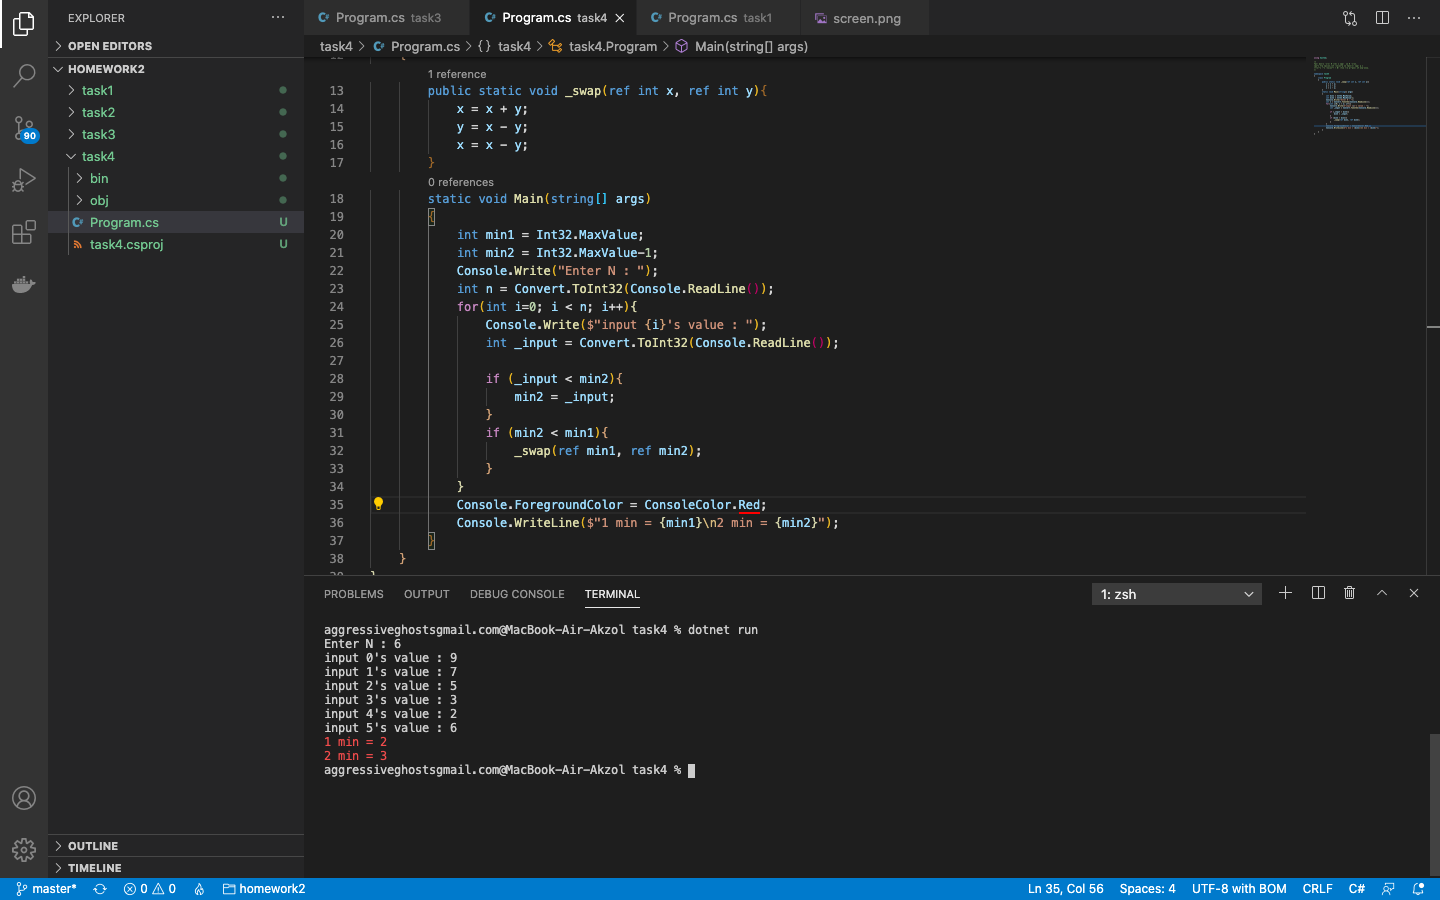 EXPLORER
OPEN EDITORS
HOMEWORK2
task1
task2
task3
task4
bin
obj
Program.cs U
task4.csproj U
OUTLINE
TIMELINE
90
Program.cs task3
Program.cs task4
Program.cs task1
screen.png
task4 > Program.cs > {} task4 > task4.Program > Main(string[] args)
1 reference
13 public static void _swap(ref int x, ref int y){
14 x = x + y;
15 y = x - y;
16 x = x - y;
17 }
0 references
18 static void Main(string[] args)
19 {
20 int min1 = Int32.MaxValue;
21 int min2 = Int32.MaxValue-1;
22 Console.Write("Enter N : ");
23 int n = Convert.ToInt32(Console.ReadLine());
24 for(int i=0; i < n; i++){
25 Console.Write($"input {i}'s value : ");
26 int _input = Convert.ToInt32(Console.ReadLine());
27
28 if (_input < min2){
29 min2 = _input;
30 }
31 if (min2 < min1){
32 _swap(ref min1, ref min2);
33 }
34 }
35 Console.ForegroundColor = ConsoleColor.Red;
36 Console.WriteLine($"1 min = {min1}\n2 min = {min2}");
37 }
38 }
PROBLEMS OUTPUT DEBUG CONSOLE TERMINAL
1: zsh
aggressiveghostsgmail.com@MacBook-Air-Akzol task4 % dotnet run
Enter N : 6
input 0's value : 9
input 1's value : 7
input 2's value : 5
input 3's value : 3
input 4's value : 2
input 5's value : 6
1 min = 2
2 min = 3
aggressiveghostsgmail.com@MacBook-Air-Akzol task4 %
master* 0 0 homework2 Ln 35, Col 56 Spaces: 4 UTF-8 with BOM CRLF C#